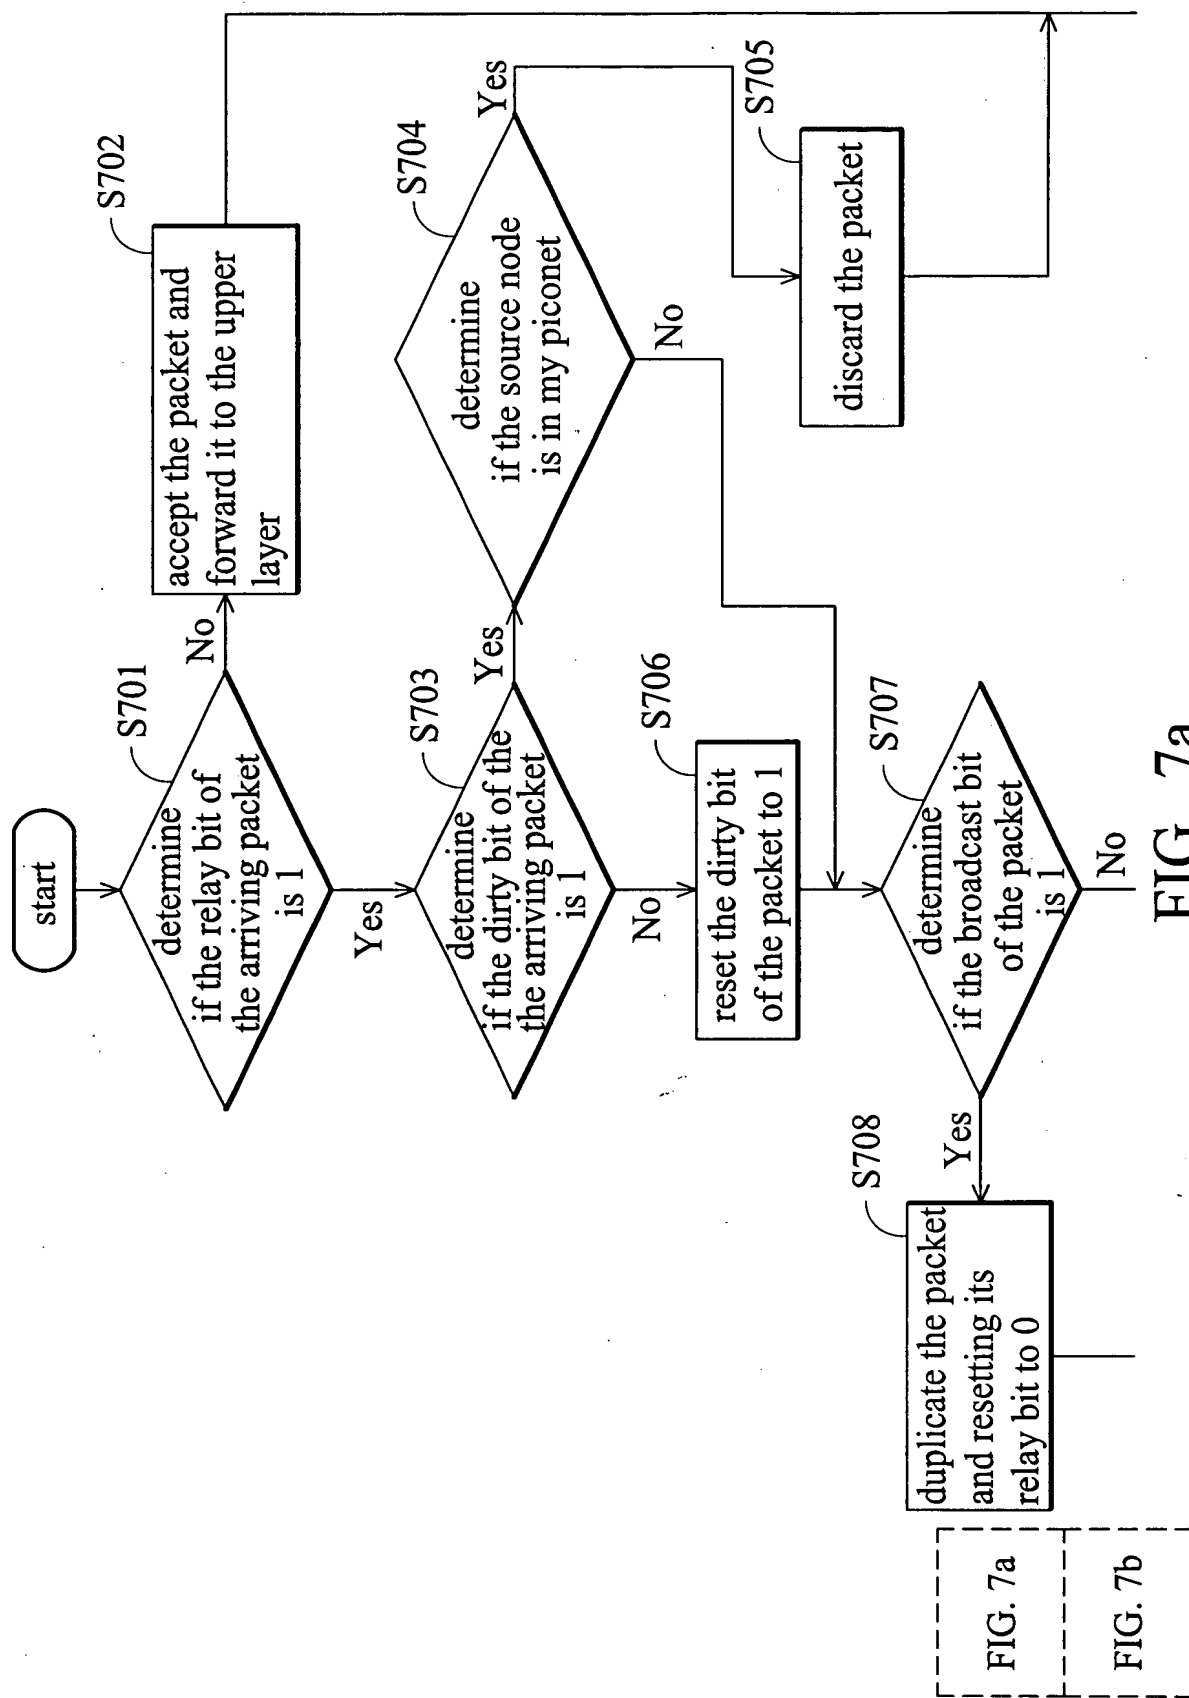 start
S701
determine
if the relay bit of
the arriving packet
is 1
No
Yes
S702
accept the packet and
forward it to the upper
layer
S703
determine
if the dirty bit of the
the arriving packet
is 1
Yes
No
S704
determine
if the source node
is in my piconet
Yes
No
S705
discard the packet
S706
reset the dirty bit
of the packet to 1
S707
determine
if the broadcast bit
of the packet
is 1
Yes
No
S708
duplicate the packet
and resetting its
relay bit to 0
FIG. 7a
FIG. 7b
FIG. 7a